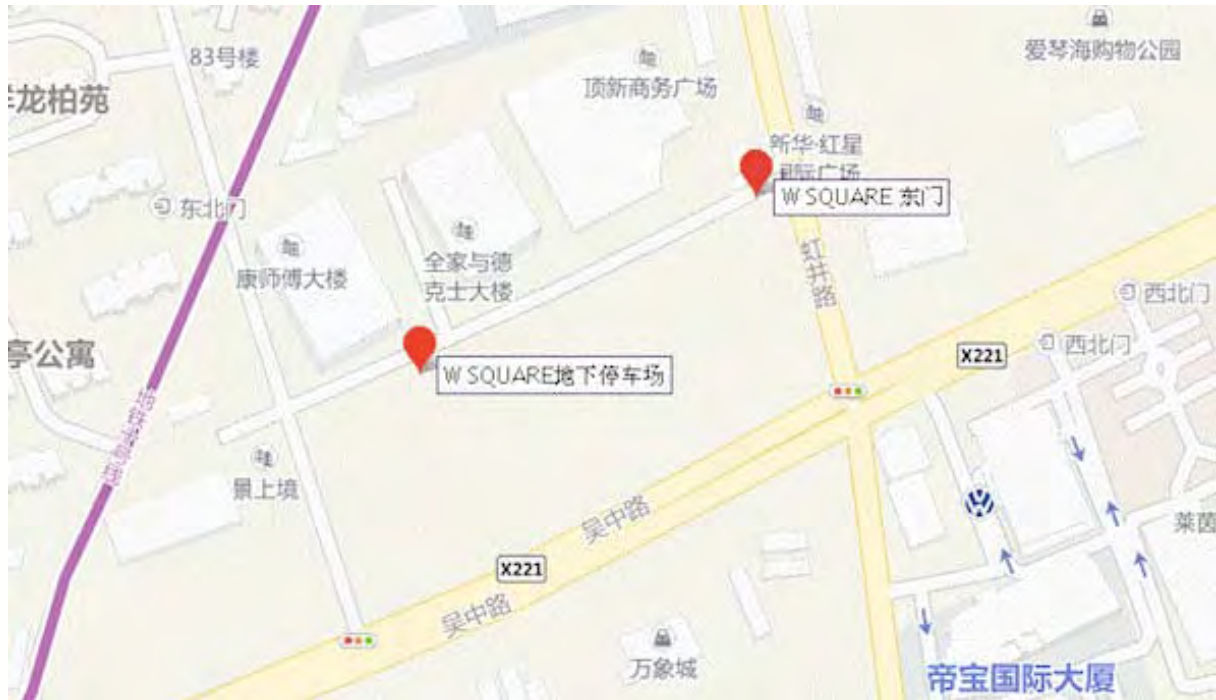 83号楼
龙柏苑
东北门
顶新商务广场
爱琴海购物公园
新华·红星
国际广场
W SQUARE 东门
康师傅大楼
全家与德
克士大楼
虹井路
西北门
西北门
X221
亭公寓
W SQUARE地下停车场
景上境
吴中路
X221
吴中路
万象城
莱茵
帝宝国际大厦